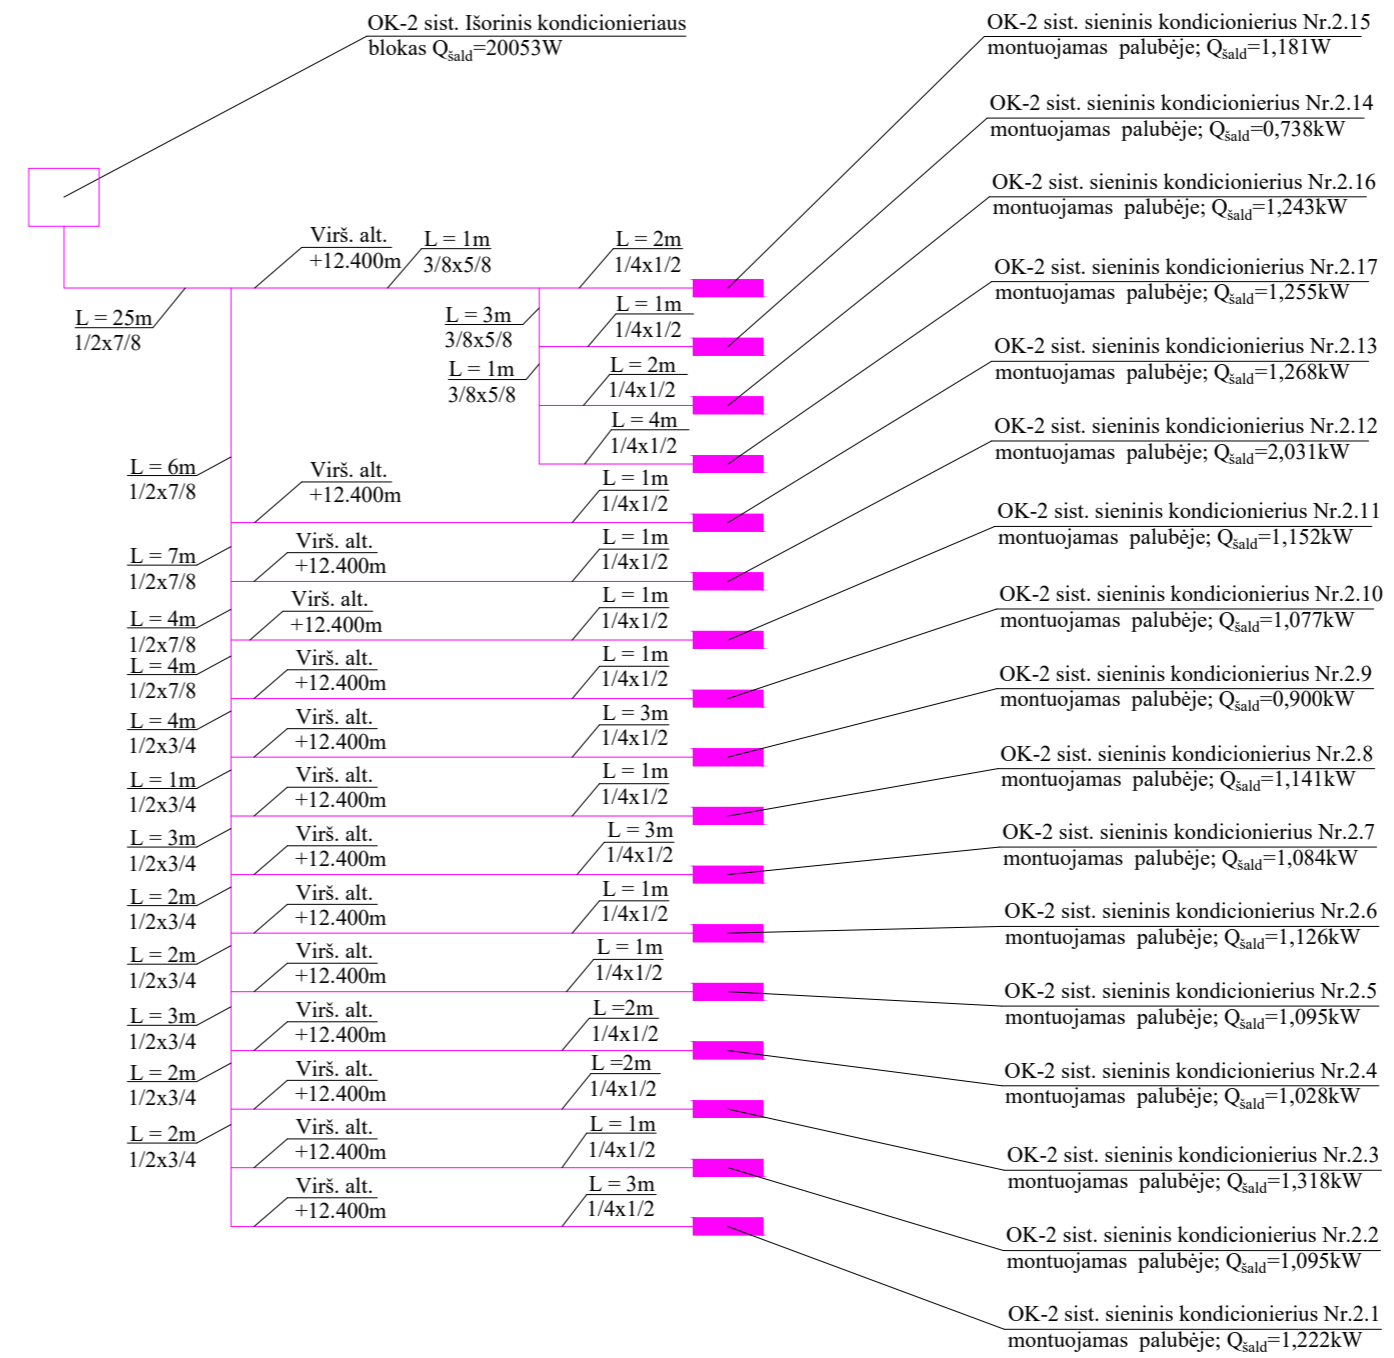 OK-2 sist. Išorinis kondicionieriaus
blokas Qšald=20053W
OK-2 sist. sieninis kondicionierius Nr.2.15
montuojamas palubėje; Qšald=1,181W
OK-2 sist. sieninis kondicionierius Nr.2.14
montuojamas palubėje; Qšald=0,738kW
OK-2 sist. sieninis kondicionierius Nr.2.16
montuojamas palubėje; Qšald=1,243kW
OK-2 sist. sieninis kondicionierius Nr.2.17
montuojamas palubėje; Qšald=1,255kW
OK-2 sist. sieninis kondicionierius Nr.2.13
montuojamas palubėje; Qšald=1,268kW
OK-2 sist. sieninis kondicionierius Nr.2.12
montuojamas palubėje; Qšald=2,031kW
OK-2 sist. sieninis kondicionierius Nr.2.11
montuojamas palubėje; Qšald=1,152kW
OK-2 sist. sieninis kondicionierius Nr.2.10
montuojamas palubėje; Qšald=1,077kW
OK-2 sist. sieninis kondicionierius Nr.2.9
montuojamas palubėje; Qšald=0,900kW
OK-2 sist. sieninis kondicionierius Nr.2.8
montuojamas palubėje; Qšald=1,141kW
OK-2 sist. sieninis kondicionierius Nr.2.7
montuojamas palubėje; Qšald=1,084kW
OK-2 sist. sieninis kondicionierius Nr.2.6
montuojamas palubėje; Qšald=1,126kW
OK-2 sist. sieninis kondicionierius Nr.2.5
montuojamas palubėje; Qšald=1,095kW
OK-2 sist. sieninis kondicionierius Nr.2.4
montuojamas palubėje; Qšald=1,028kW
OK-2 sist. sieninis kondicionierius Nr.2.3
montuojamas palubėje; Qšald=1,318kW
OK-2 sist. sieninis kondicionierius Nr.2.2
montuojamas palubėje; Qšald=1,095kW
OK-2 sist. sieninis kondicionierius Nr.2.1
montuojamas palubėje; Qšald=1,222kW
L = 25m
1/2x7/8
Virš. alt.
+12.400m
L = 1m
3/8x5/8
L = 2m
1/4x1/2
L = 3m
3/8x5/8
L = 1m
1/4x1/2
L = 1m
3/8x5/8
L = 2m
1/4x1/2
L = 4m
1/4x1/2
L = 6m
1/2x7/8
Virš. alt.
+12.400m
L = 1m
1/4x1/2
L = 7m
1/2x7/8
Virš. alt.
+12.400m
L = 1m
1/4x1/2
L = 4m
1/2x7/8
Virš. alt.
+12.400m
L = 1m
1/4x1/2
L = 4m
1/2x7/8
Virš. alt.
+12.400m
L = 1m
1/4x1/2
L = 4m
1/2x3/4
Virš. alt.
+12.400m
L = 3m
1/4x1/2
L = 1m
1/2x3/4
Virš. alt.
+12.400m
L = 1m
1/4x1/2
L = 3m
1/2x3/4
Virš. alt.
+12.400m
L = 3m
1/4x1/2
L = 2m
1/2x3/4
Virš. alt.
+12.400m
L = 1m
1/4x1/2
L = 2m
1/2x3/4
Virš. alt.
+12.400m
L = 1m
1/4x1/2
L = 3m
1/2x3/4
Virš. alt.
+12.400m
L =2m
1/4x1/2
L = 2m
1/2x3/4
Virš. alt.
+12.400m
L =2m
1/4x1/2
L = 2m
1/2x3/4
Virš. alt.
+12.400m
L = 1m
1/4x1/2
Virš. alt.
+12.400m
L = 3m
1/4x1/2